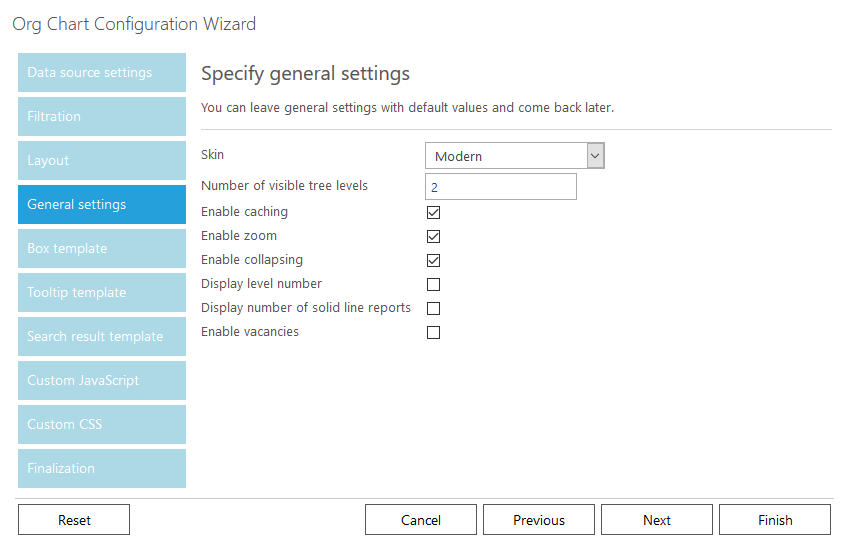 Org Chart Configuration Wizard
Data source settings
Filtration
Layout
General settings
Box template
Tooltip template
Search result template
Custom JavaScript
Custom CSS
Finalization
Specify general settings
You can leave general settings with default values and come back later.
Skin
Modern
Number of visible tree levels
2
Enable caching
Enable zoom
Enable collapsing
Display level number
Display number of solid line reports
Enable vacancies
Reset
Cancel
Previous
Next
Finish